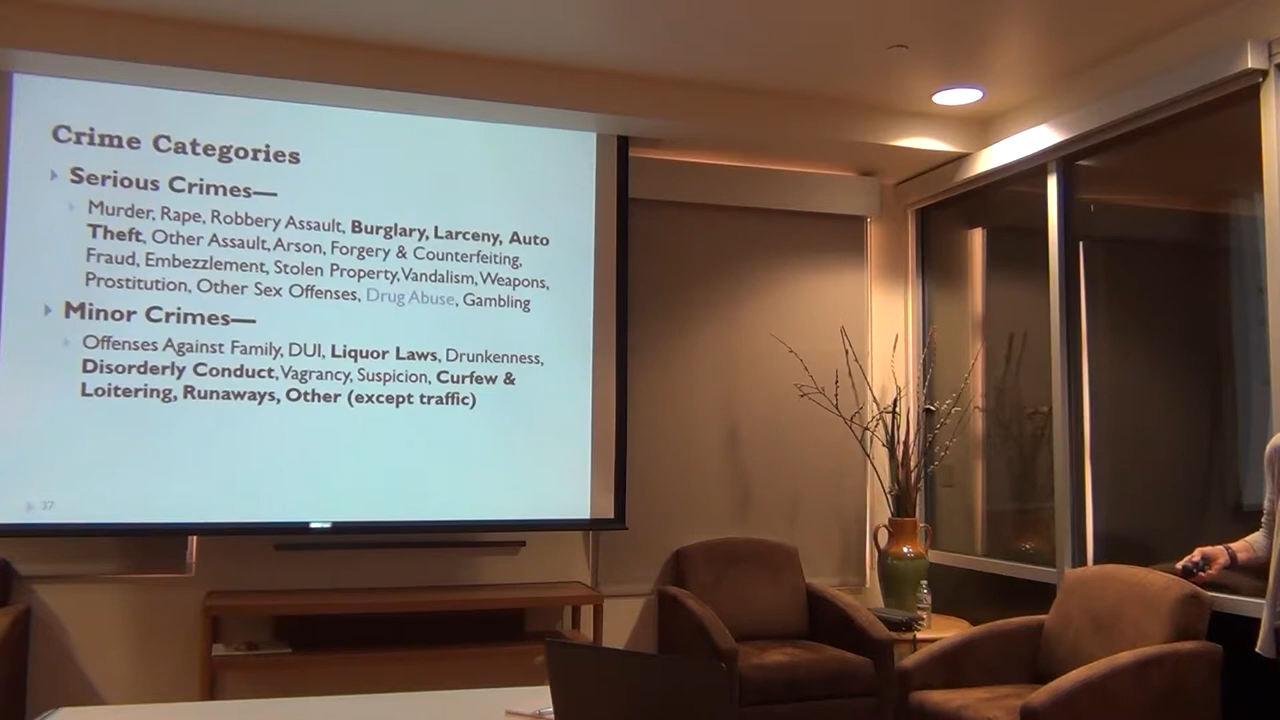 Crime Categories
Serious Crimes—
Murder, Rape, Robbery Assault, Burglary, Larceny, Auto
Theft, Other Assault, Arson, Forgery & Counterfeiting,
Fraud, Embezzlement, Stolen Property, Vandalism, Weapons,
Prostitution, Other Sex Offenses, Drug Abuse, Gambling
Minor Crimes—
Offenses Against Family, DUI, Liquor Laws, Drunkenness,
Disorderly Conduct, Vagrancy, Suspicion, Curfew &
Loitering, Runaways, Other (except traffic)
37